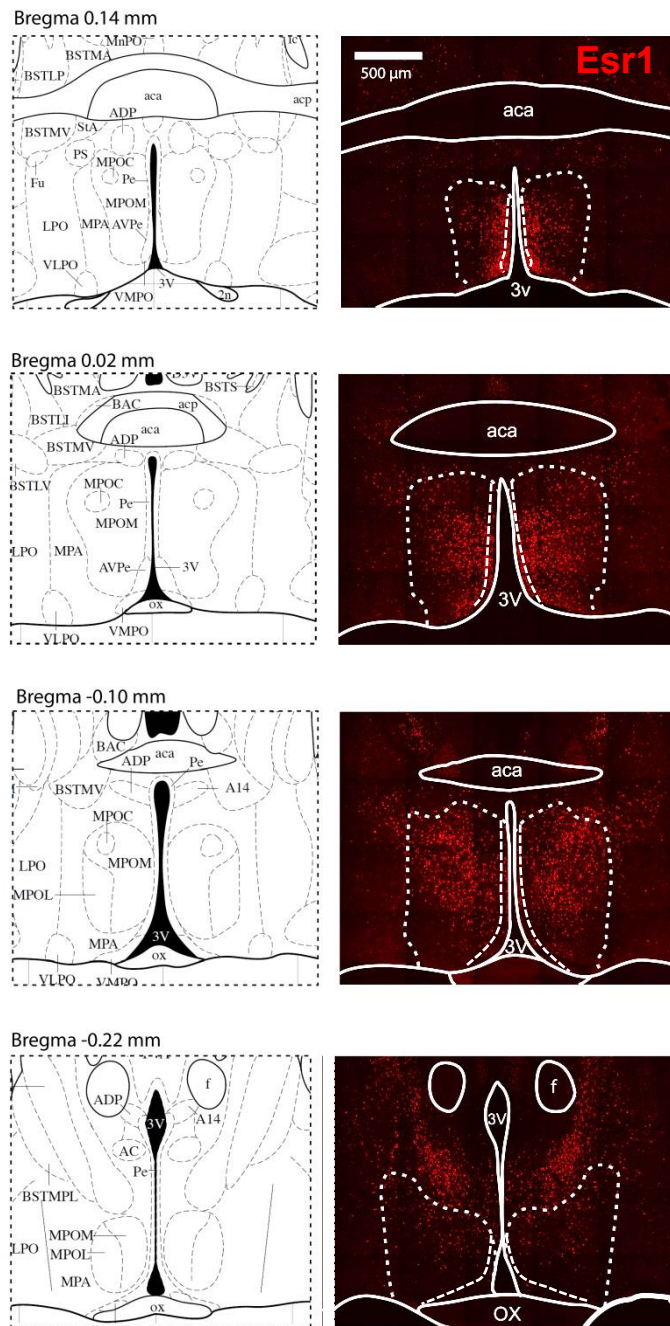 Bregma 0.14 mm
MnPO
BSTMA
BSTLP
aca
acp
StA
ADP
BSTMV
PS
MPOC
Fu
Pe
MPOM
LPO
MPA
AVPe
VLPO
3V
VMPO
2n
500 µm
Esr1
aca
3v
Bregma 0.02 mm
BSTMA
BSTS
BAC
acp
BSTLI
aca
BSTMV
ADP
BSTLV
MPOC
Pe
MPOM
LPO
MPA
AVPe
3V
ox
VLPO
VMPO
aca
3V
Bregma -0.10 mm
BAC
aca
ADP
Pe
BSTMV
A14
MPOC
LPO
MPOM
MPOL
MPA
3V
ox
VLPO
VMPO
aca
3V
Bregma -0.22 mm
f
ADP
3V
A14
AC
Pe
BSTMPL
MPOM
LPO
MPOL
MPA
ox
3V
f
OX